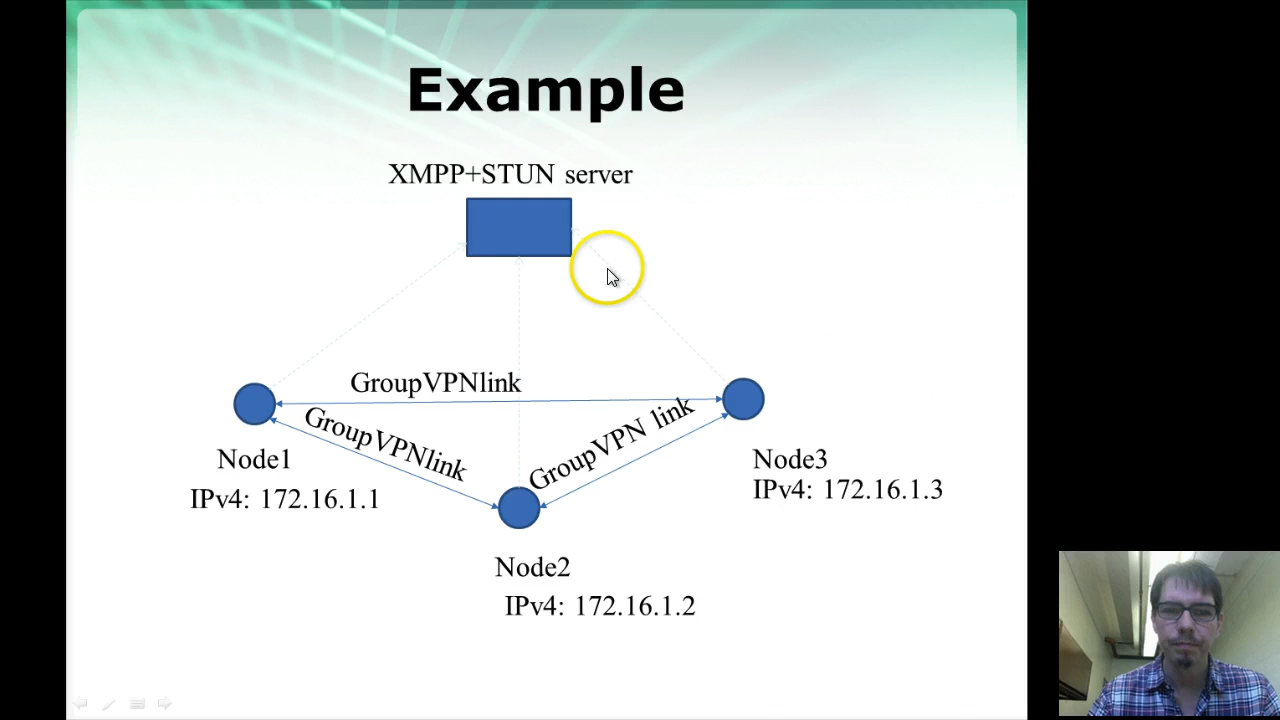 Example
XMPP+STUN server
GroupVPNlink
GroupVPNlink
GroupVPN link
Node1
IPv4: 172.16.1.1
Node3
IPv4: 172.16.1.3
Node2
IPv4: 172.16.1.2